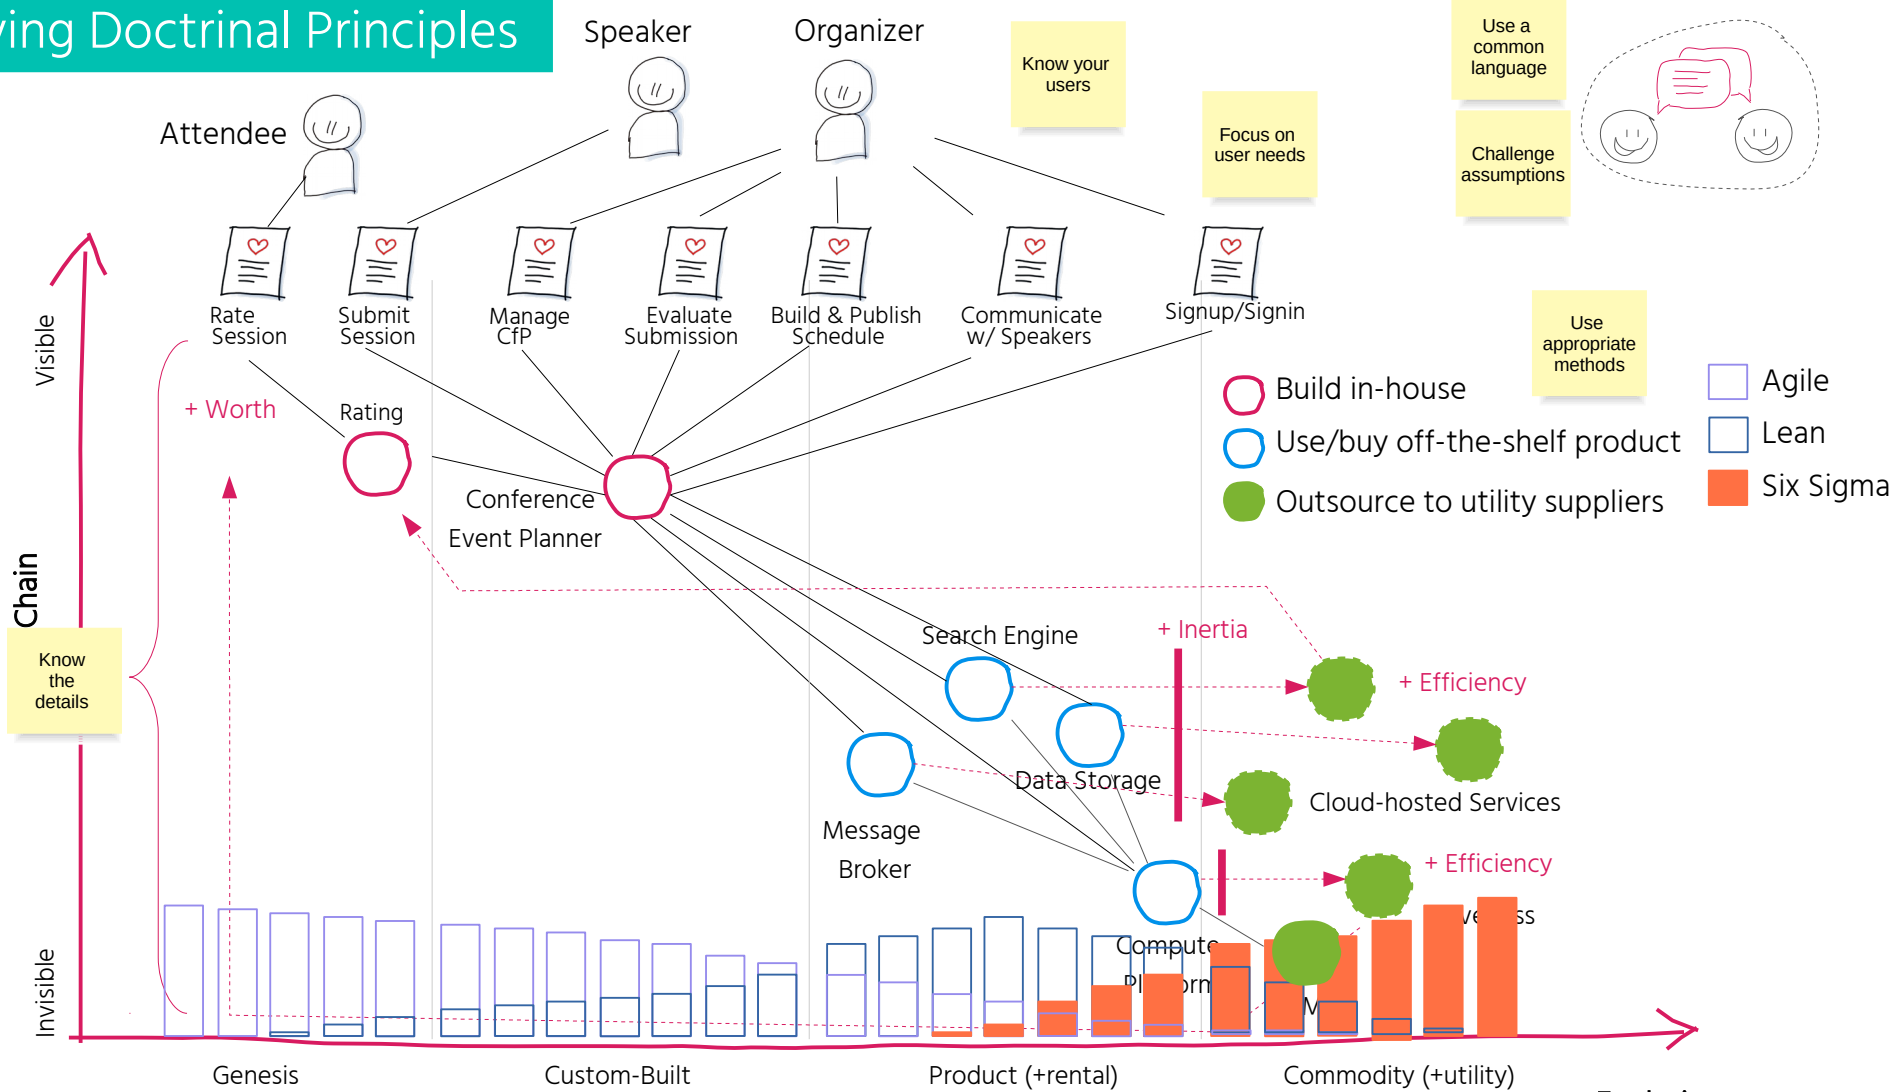 Doctrinal Principles
Speaker
Organizer
Attendee
Know your
users
Focus on
user needs
Use a
common
language
Challenge
assumptions
Use
appropriate
methods
Visible
Rate
Session
Submit
Session
Manage
CfP
Evaluate
Submission
Build & Publish
Schedule
Communicate
w/ Speakers
Signup/Signin
Build in-house
Use/buy off-the-shelf product
Outsource to utility suppliers
Agile
Lean
Six Sigma
+ Worth
Rating
Conference
Event Planner
Chain
Know
the
details
Search Engine
+ Inertia
+ Efficiency
Data Storage
Cloud-hosted Services
Message
Broker
+ Efficiency
Compute
Invisible
Genesis
Custom-Built
Product (+rental)
Commodity (+utility)